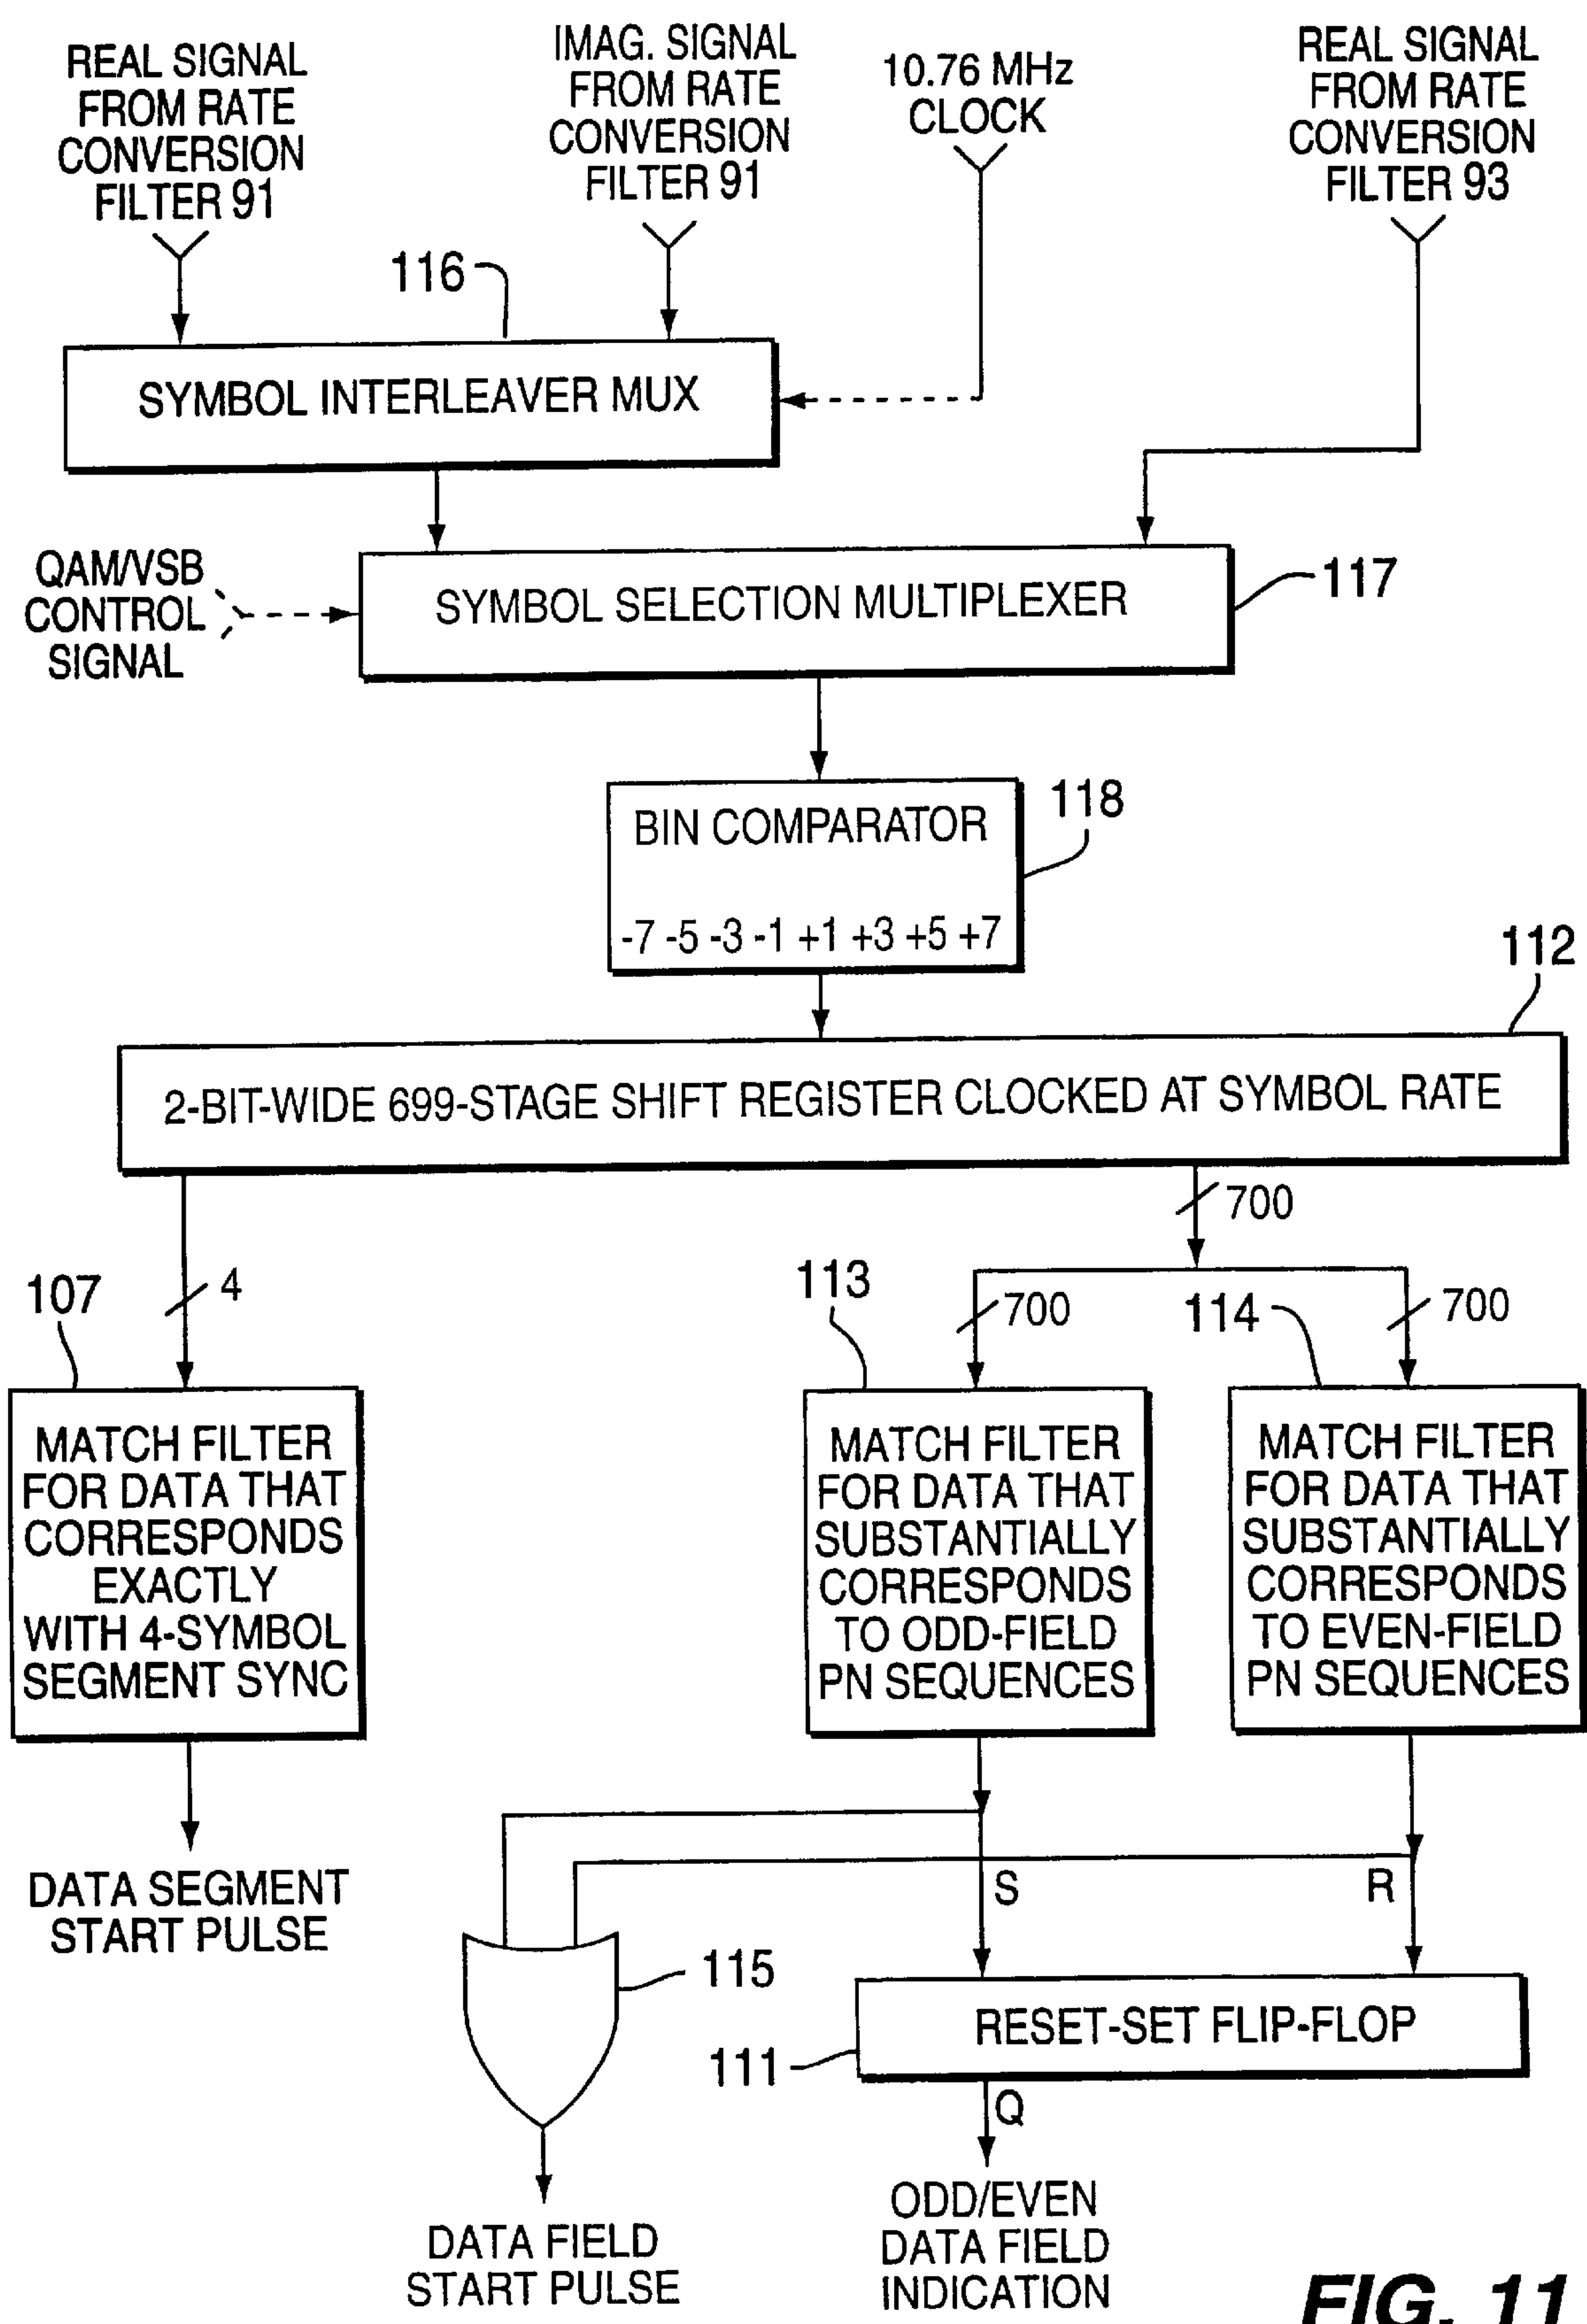 REAL SIGNAL
FROM RATE
CONVERSION
FILTER 91
IMAG. SIGNAL
FROM RATE
CONVERSION
FILTER 91
10.76 MHz
CLOCK
REAL SIGNAL
FROM RATE
CONVERSION
FILTER 93
116
SYMBOL INTERLEAVER MUX
QAM/VSB
CONTROL
SIGNAL
SYMBOL SELECTION MULTIPLEXER
117
BIN COMPARATOR
-7 -5 -3 -1 +1 +3 +5 +7
118
112
2-BIT-WIDE 699-STAGE SHIFT REGISTER CLOCKED AT SYMBOL RATE
700
107
4
113
700
114
700
MATCH FILTER
FOR DATA THAT
CORRESPONDS
EXACTLY
WITH 4-SYMBOL
SEGMENT SYNC
MATCH FILTER
FOR DATA THAT
SUBSTANTIALLY
CORRESPONDS
TO ODD-FIELD
PN SEQUENCES
MATCH FILTER
FOR DATA THAT
SUBSTANTIALLY
CORRESPONDS
TO EVEN-FIELD
PN SEQUENCES
DATA SEGMENT
START PULSE
S
R
115
RESET-SET FLIP-FLOP
111
Q
DATA FIELD
START PULSE
ODD/EVEN
DATA FIELD
INDICATION
FIG. 11